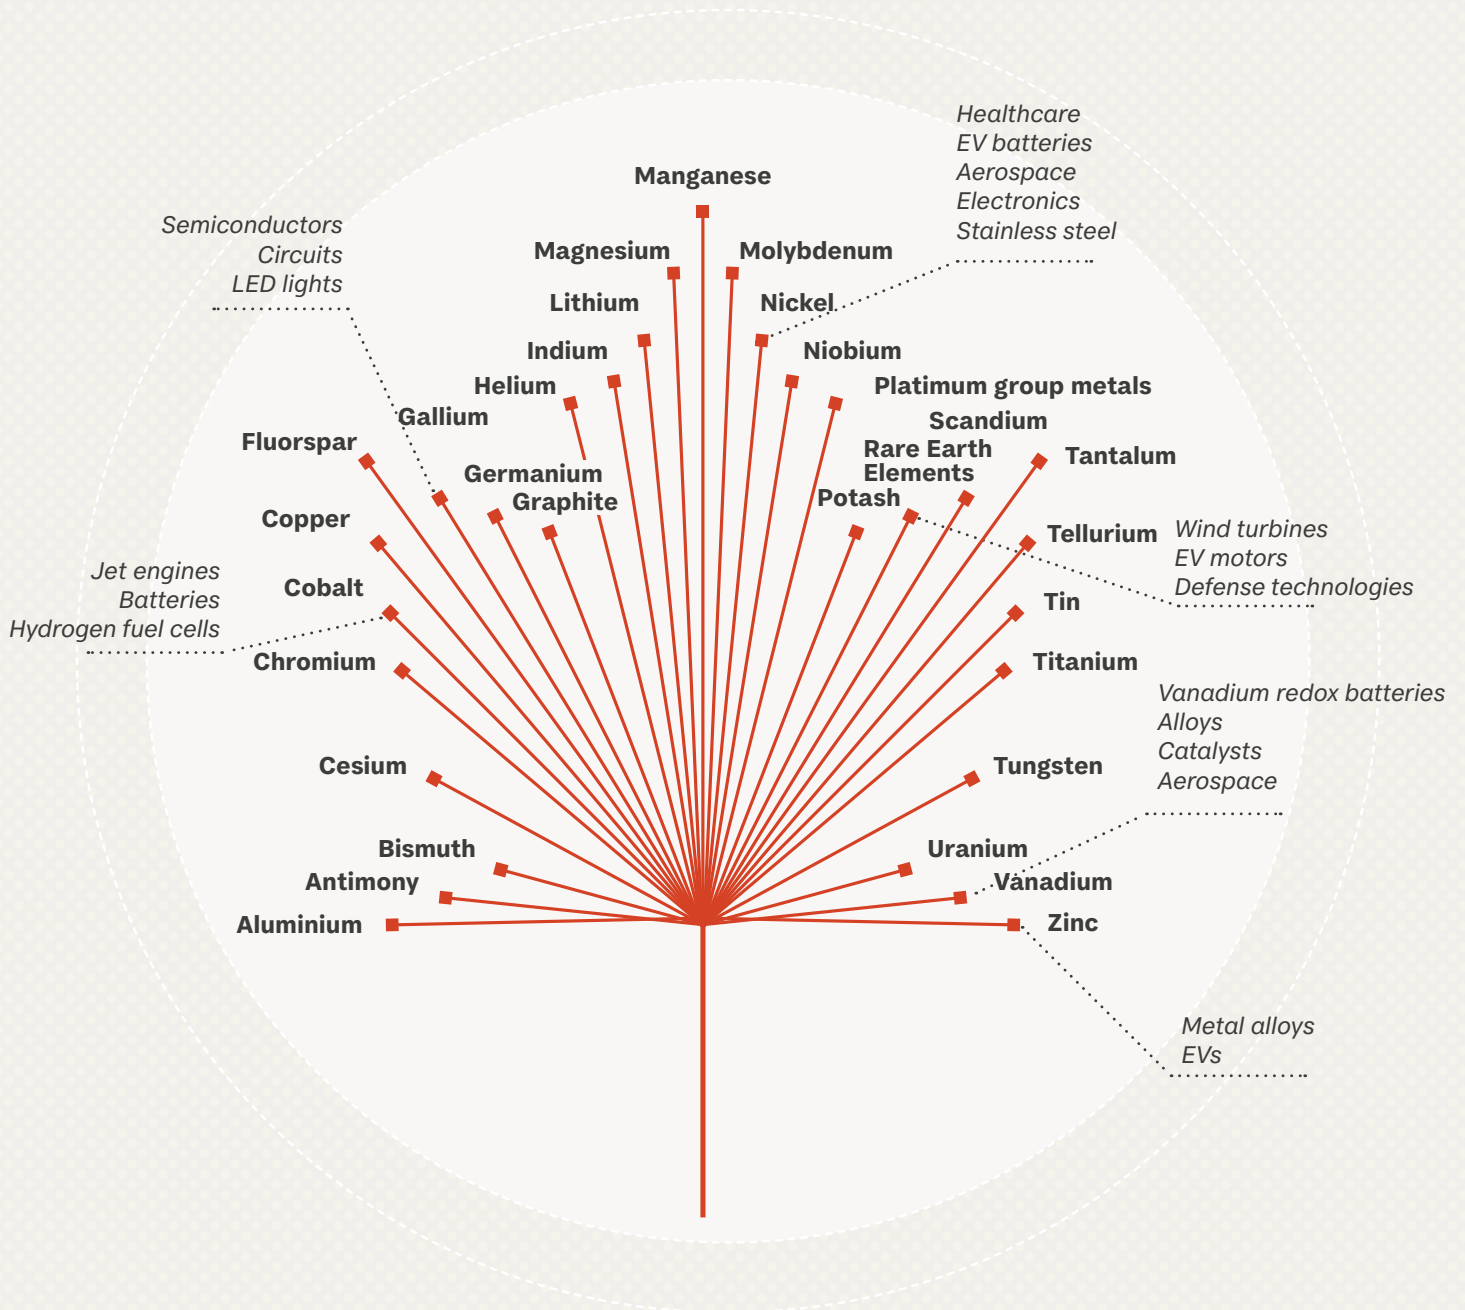 Healthcare
EV batteries
Aerospace
Electronics
Stainless steel
Manganese
Semiconductors
Circuits
LED lights
Magnesium
Molybdenum
Lithium
Nickel
Indium
Niobium
Helium
Platimum group metals
Gallium
Scandium
Fluorspar
Rare Earth
Elements
Tantalum
Germanium
Graphite
Potash
Copper
Tellurium
Wind turbines
EV motors
Defense technologies
Jet engines
Batteries
Hydrogen fuel cells
Cobalt
Tin
Chromium
Titanium
Vanadium redox batteries
Alloys
Catalysts
Aerospace
Cesium
Tungsten
Bismuth
Uranium
Antimony
Vanadium
Aluminium
Zinc
Metal alloys
EVs